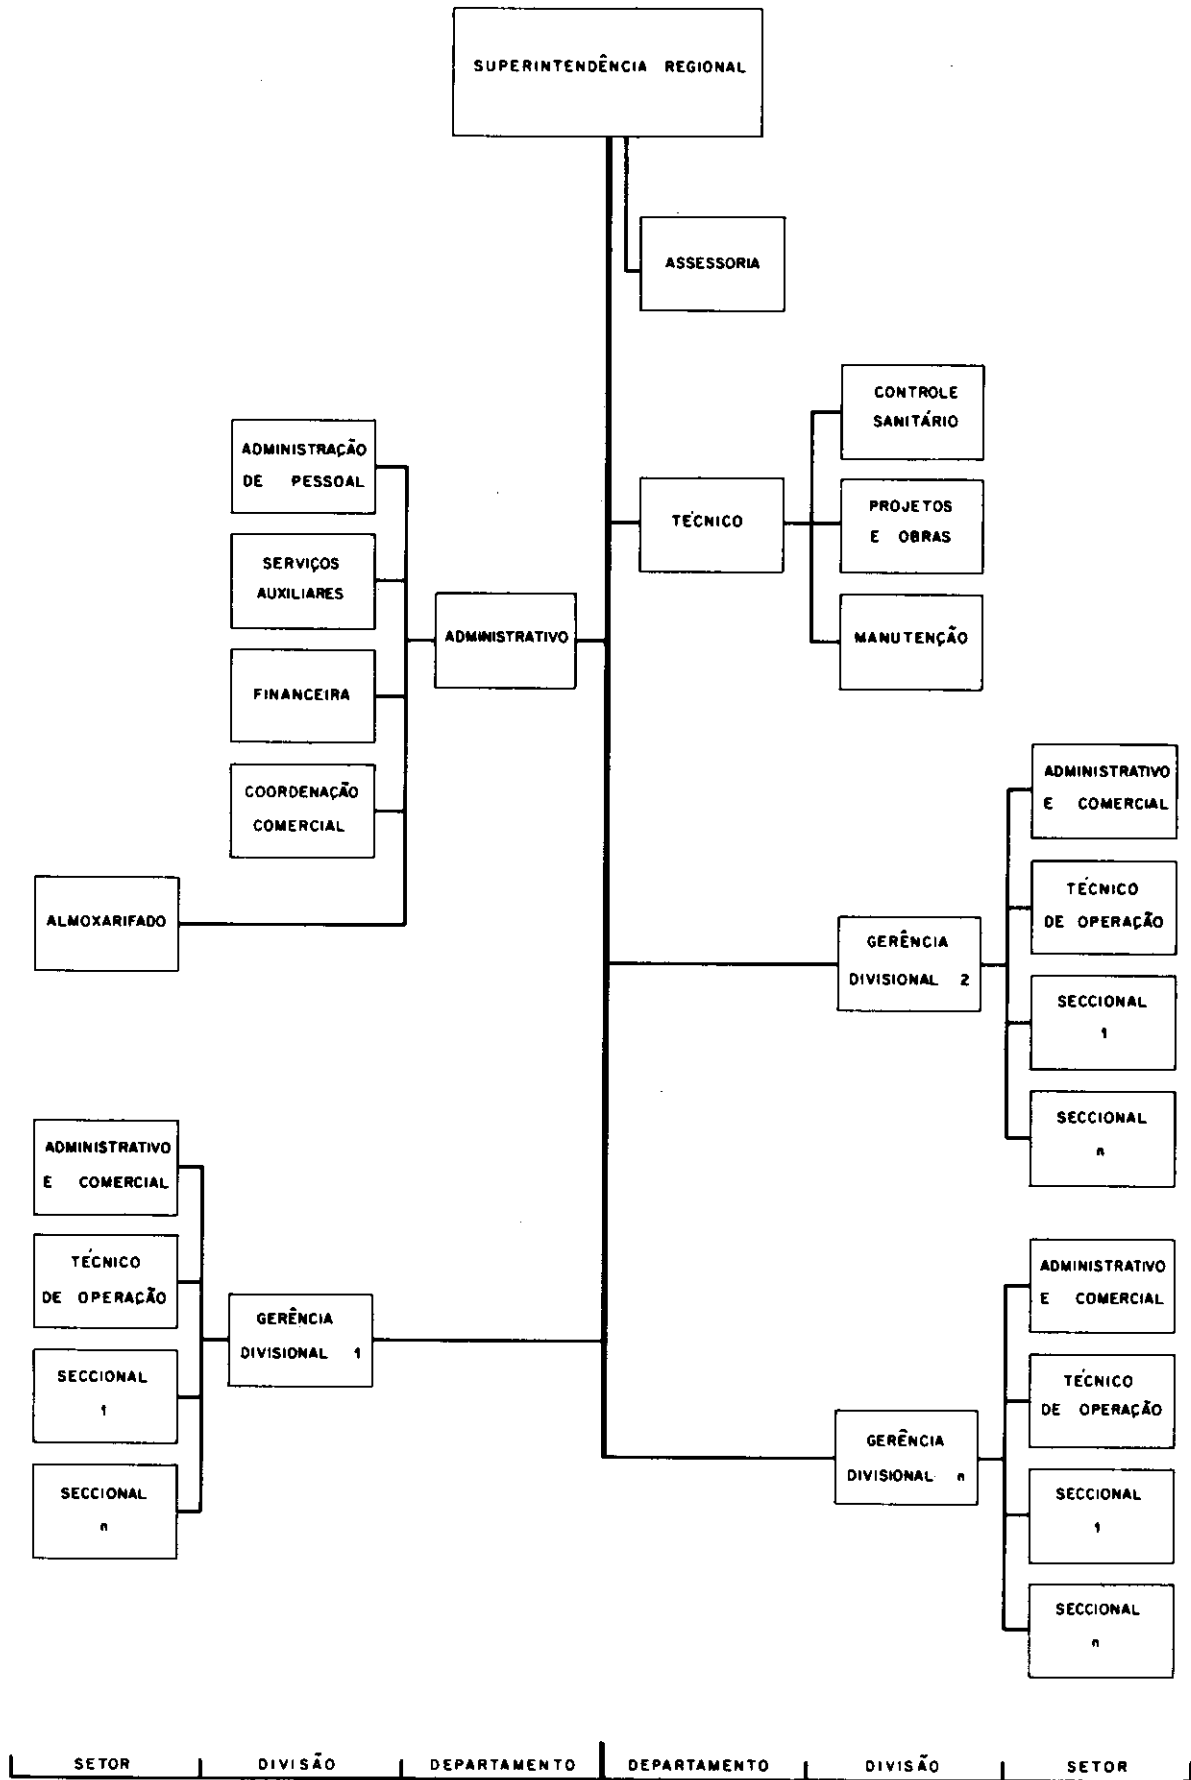 SUPERINTENDÊNCIA REGIONAL
ASSESSORIA
CONTROLE
SANITÁRIO
ADMINISTRAÇÃO
DE PESSOAL
TÉCNICO
PROJETOS
E OBRAS
SERVIÇOS
AUXILIARES
ADMINISTRATIVO
MANUTENÇÃO
FINANCEIRA
COORDENAÇÃO
COMERCIAL
ADMINISTRATIVO
E COMERCIAL
ALMOXARIFADO
TÉCNICO
DE OPERAÇÃO
GERÊNCIA
DIVISIONAL 2
SECCIONAL
1
SECCIONAL
n
ADMINISTRATIVO
E COMERCIAL
TÉCNICO
DE OPERAÇÃO
GERÊNCIA
DIVISIONAL 1
SECCIONAL
1
SECCIONAL
n
ADMINISTRATIVO
E COMERCIAL
TÉCNICO
DE OPERAÇÃO
GERÊNCIA
DIVISIONAL n
SECCIONAL
1
SECCIONAL
n
SETOR DIVISÃO DEPARTAMENTO DEPARTAMENTO DIVISÃO SETOR